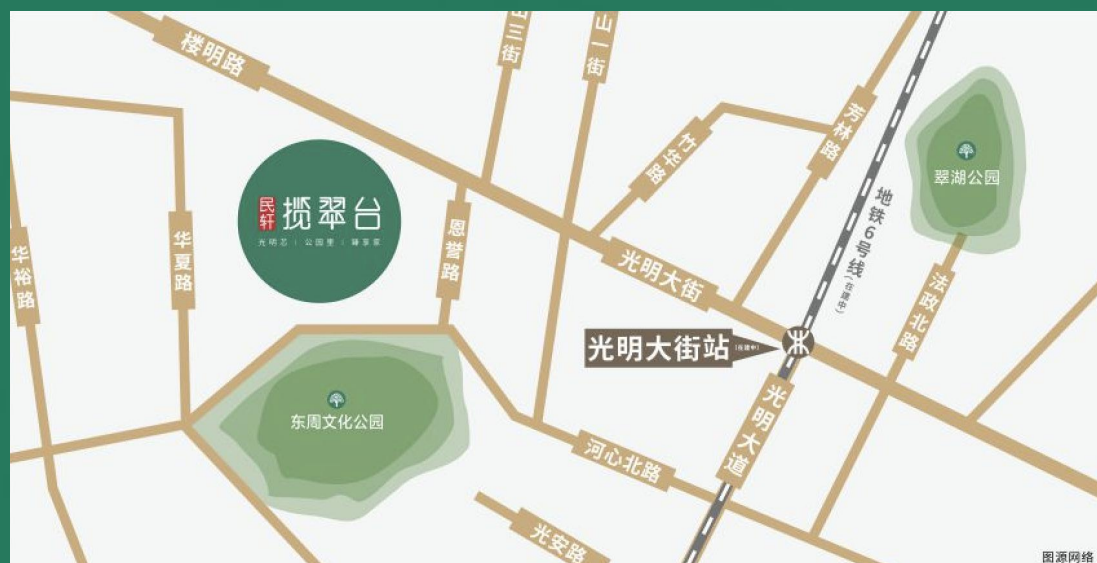 楼明路
山三街
山一街
竹华路
芳林路
翠湖公园
地铁6号线(在建中)
民轩
揽翠台
光明芯 | 公园里 | 臻享家
华裕路
华夏路
恩誉路
光明大街
法政北路
光明大街站(在建中)
东周文化公园
光明大道
河心北路
光安路
图源网络